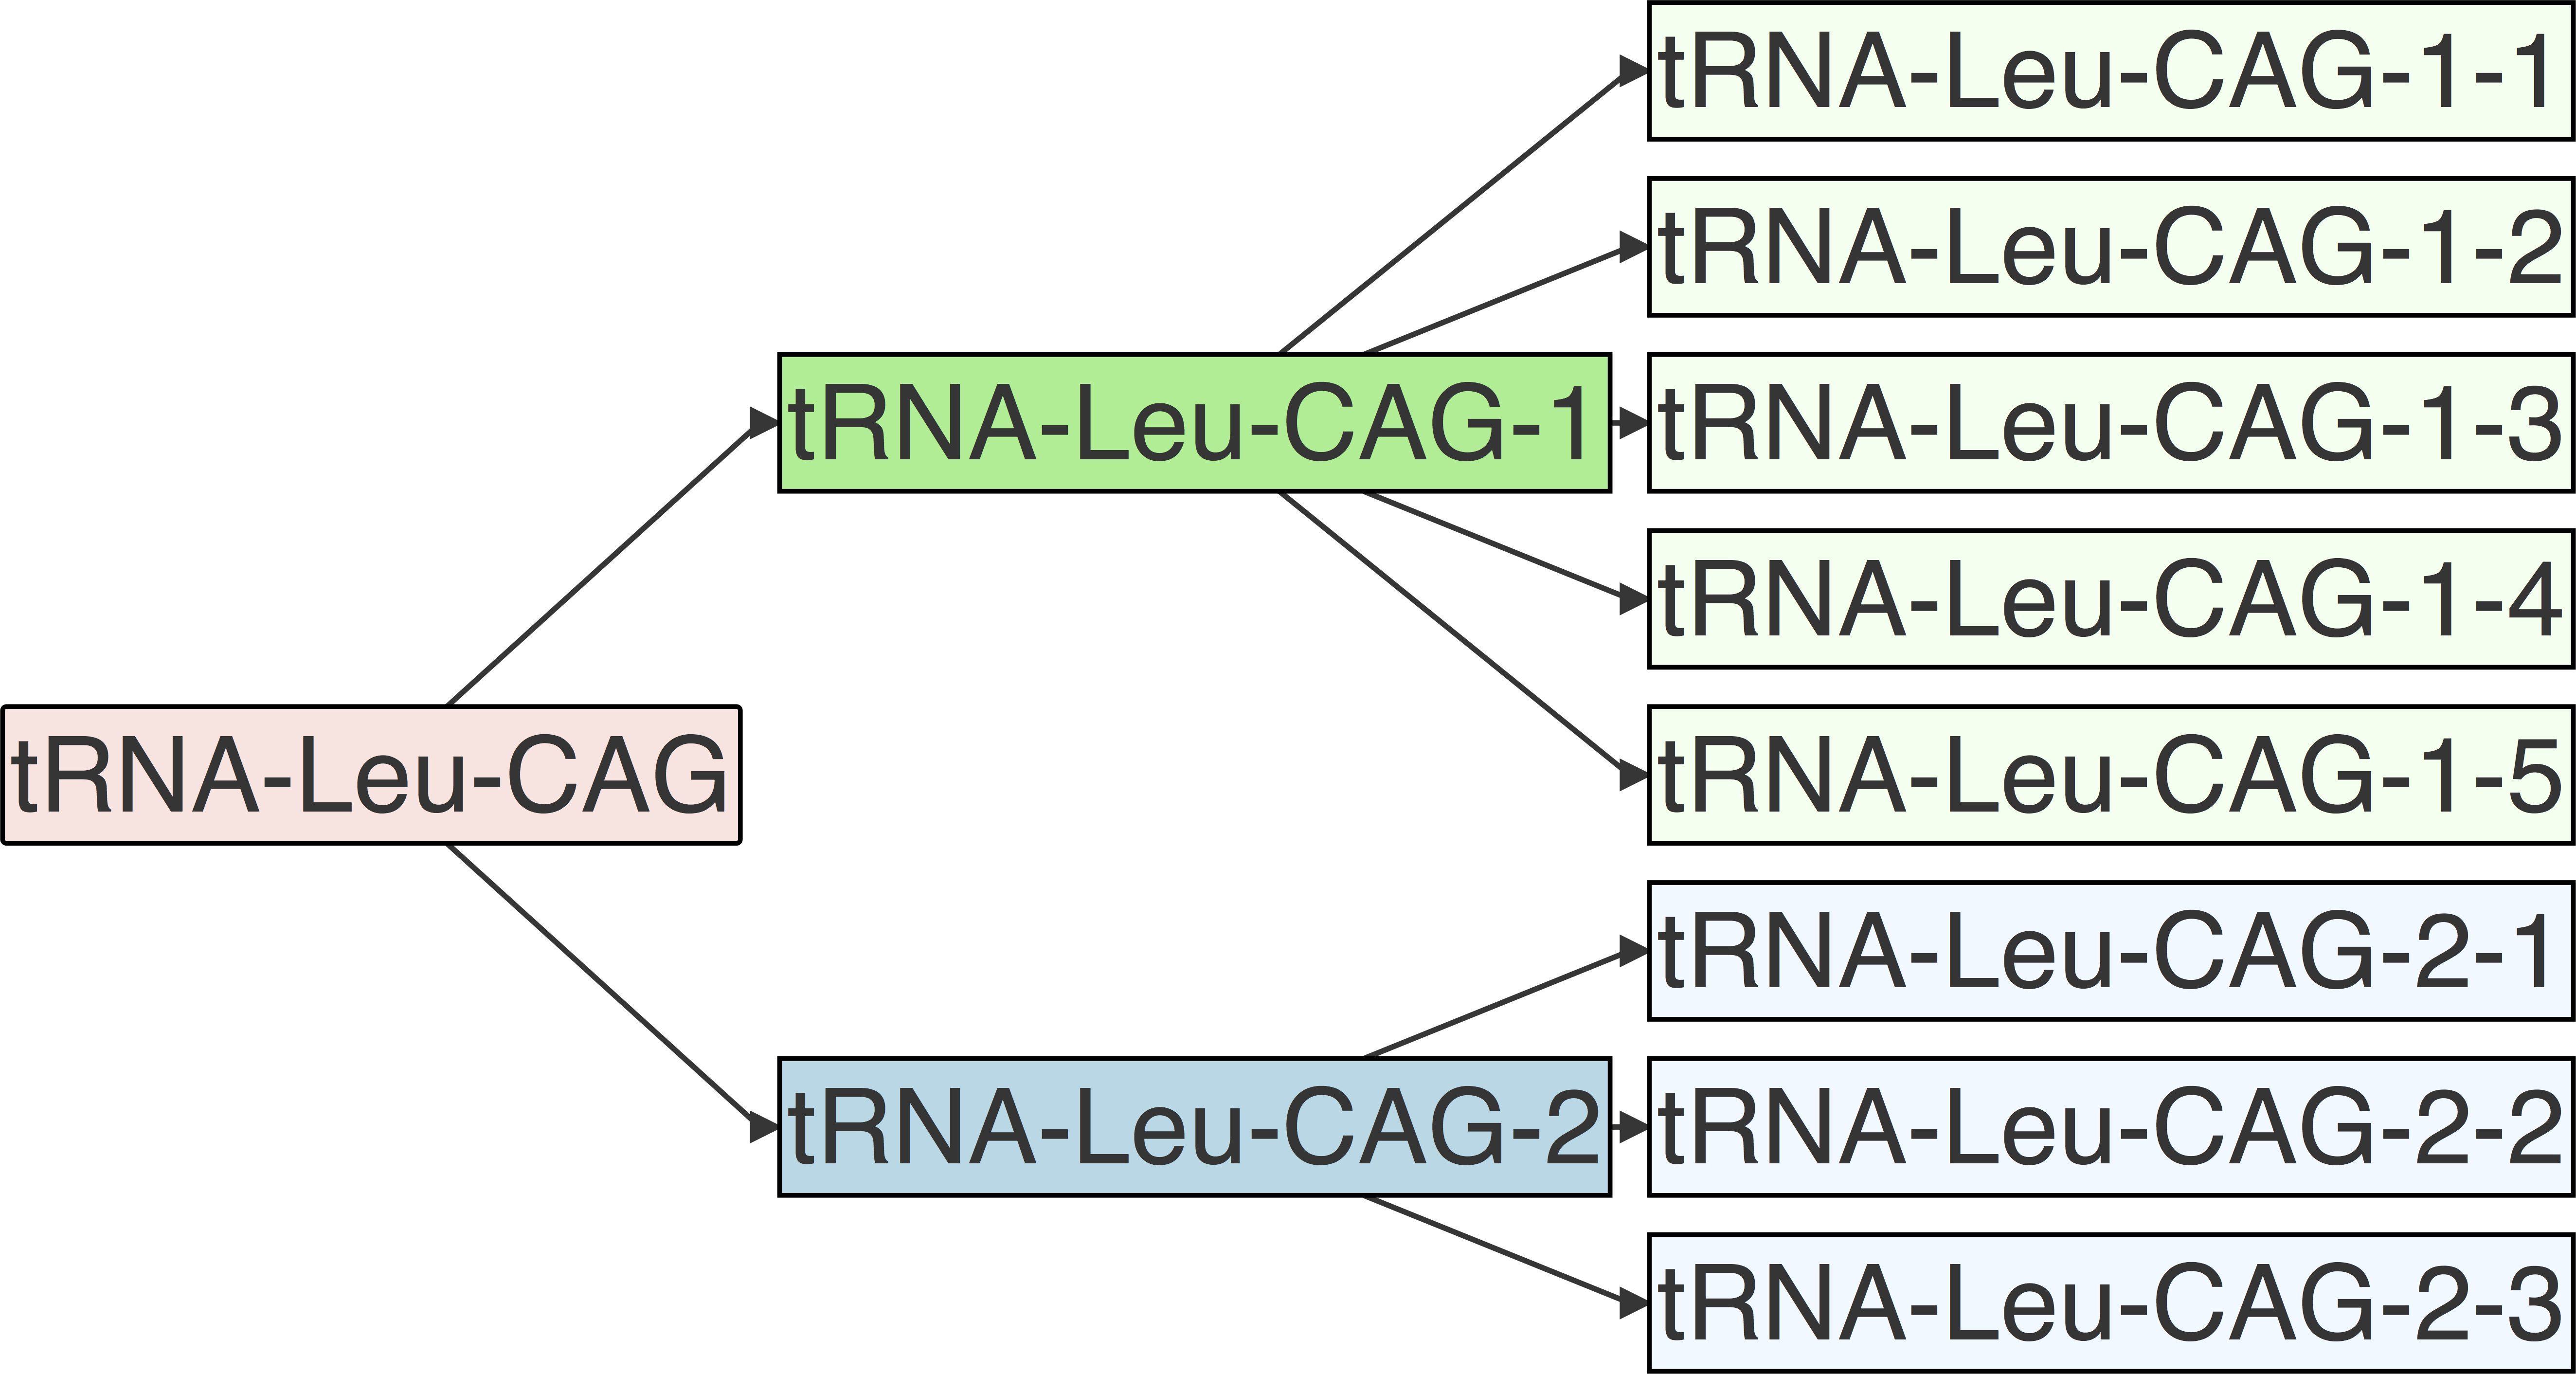 tRNA-Leu-CAG
tRNA-Leu-CAG-1
tRNA-Leu-CAG-2
tRNA-Leu-CAG-1-1
tRNA-Leu-CAG-1-2
tRNA-Leu-CAG-1-3
tRNA-Leu-CAG-1-4
tRNA-Leu-CAG-1-5
tRNA-Leu-CAG-2-1
tRNA-Leu-CAG-2-2
tRNA-Leu-CAG-2-3